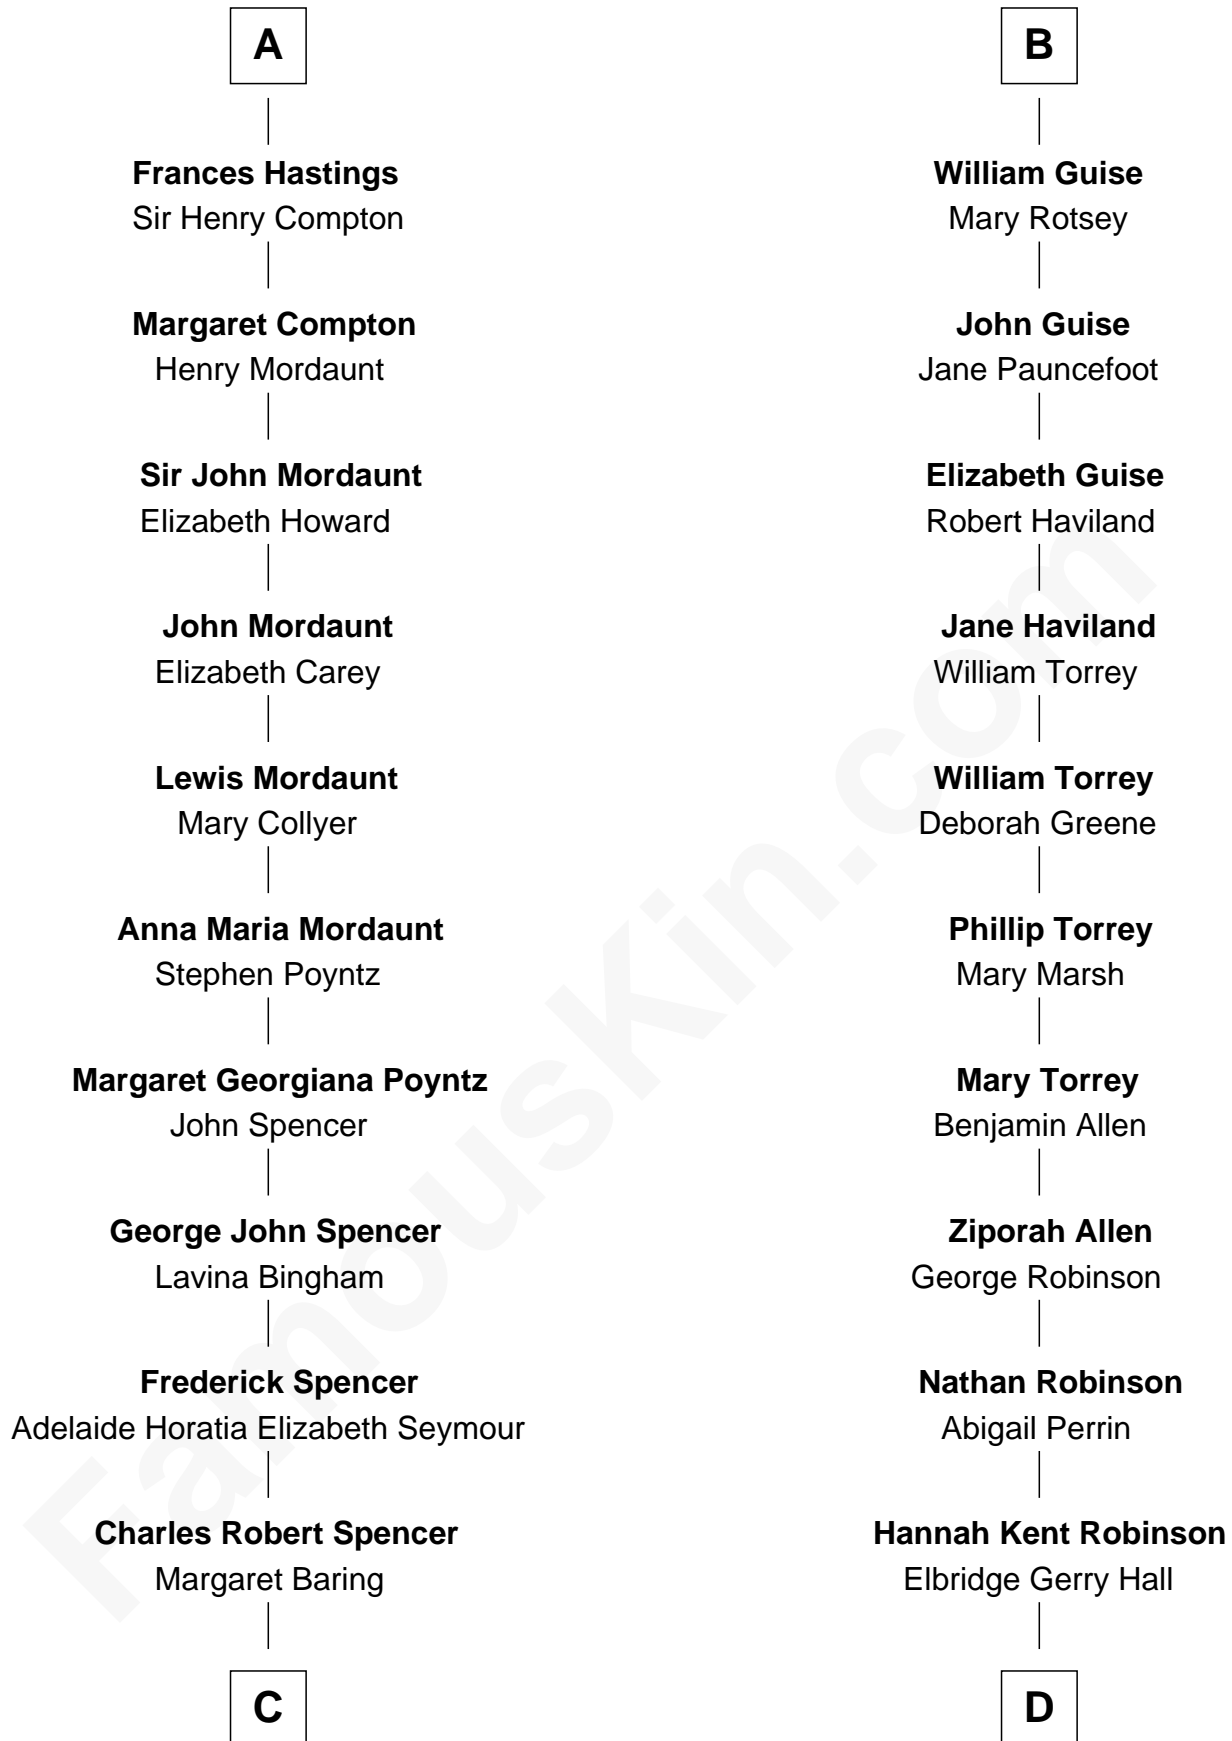 A
Frances Hastings
Sir Henry Compton
Margaret Compton
Henry Mordaunt
Sir John Mordaunt
Elizabeth Howard
John Mordaunt
Elizabeth Carey
Lewis Mordaunt
Mary Collyer
Anna Maria Mordaunt
Stephen Poyntz
Margaret Georgiana Poyntz
John Spencer
George John Spencer
Lavina Bingham
Frederick Spencer
Adelaide Horatia Elizabeth Seymour
Charles Robert Spencer
Margaret Baring
C
B
William Guise
Mary Rotsey
John Guise
Jane Pauncefoot
Elizabeth Guise
Robert Haviland
Jane Haviland
William Torrey
William Torrey
Deborah Greene
Phillip Torrey
Mary Marsh
Mary Torrey
Benjamin Allen
Ziporah Allen
George Robinson
Nathan Robinson
Abigail Perrin
Hannah Kent Robinson
Elbridge Gerry Hall
D
FamousKin.com